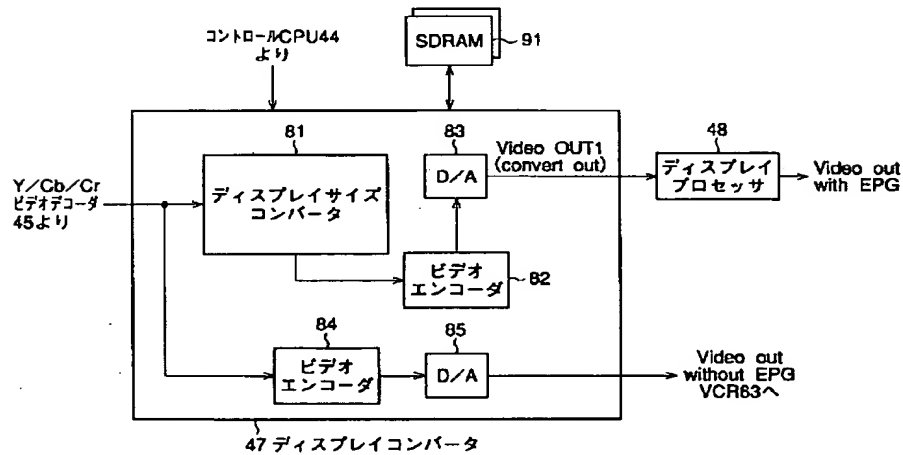 コントロールCPU44
より
SDRAM
91
81
83
Video OUT1
(convert out)
48
Y/Cb/Cr
ビデオデコーダ
45より
ディスプレイサイズ
コンバータ
D/A
ディスプレイ
プロセッサ
Video out
with EPG
ビデオ
エンコーダ
82
84
85
ビデオ
エンコーダ
D/A
Video out
without EPG
VCR63へ
47 ディスプレイコンバータ